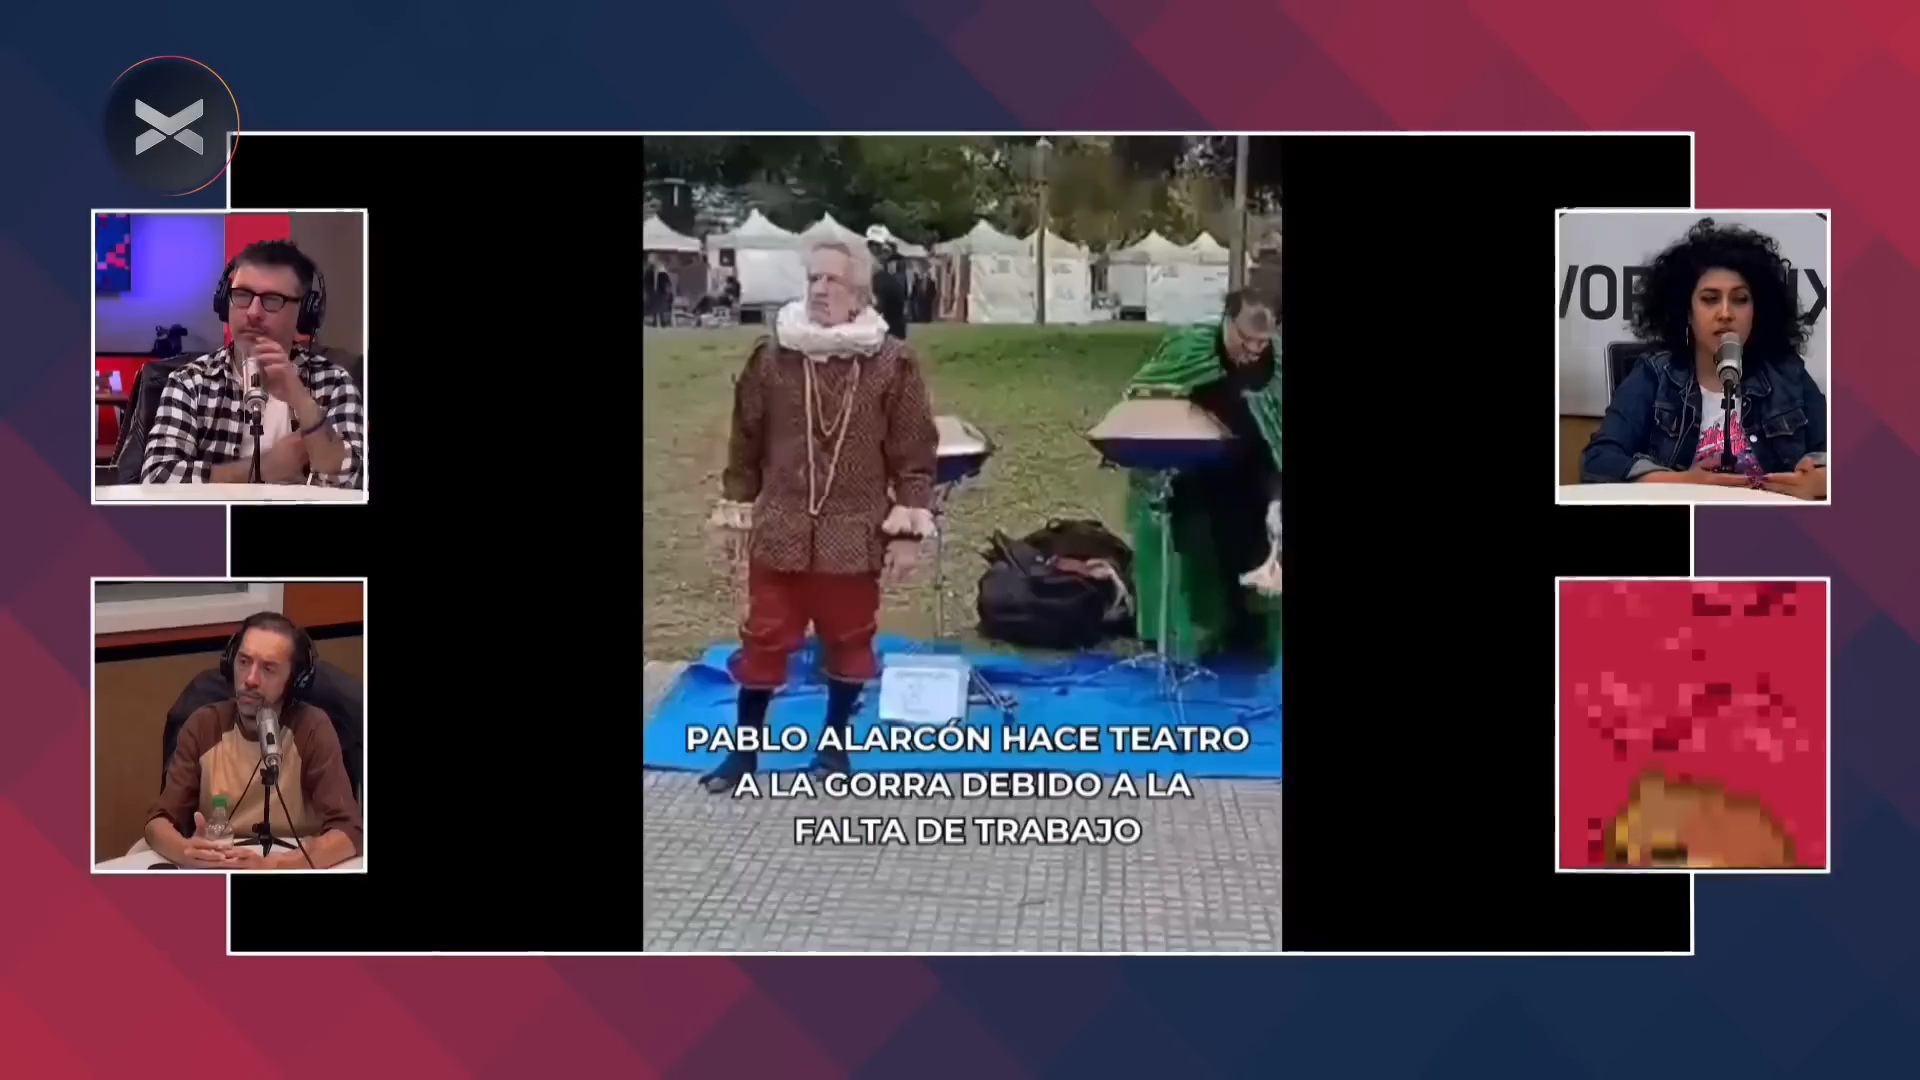 PABLO ALARCÓN HACE TEATRO
A LA GORRA DEBIDO A LA
FALTA DE TRABAJO